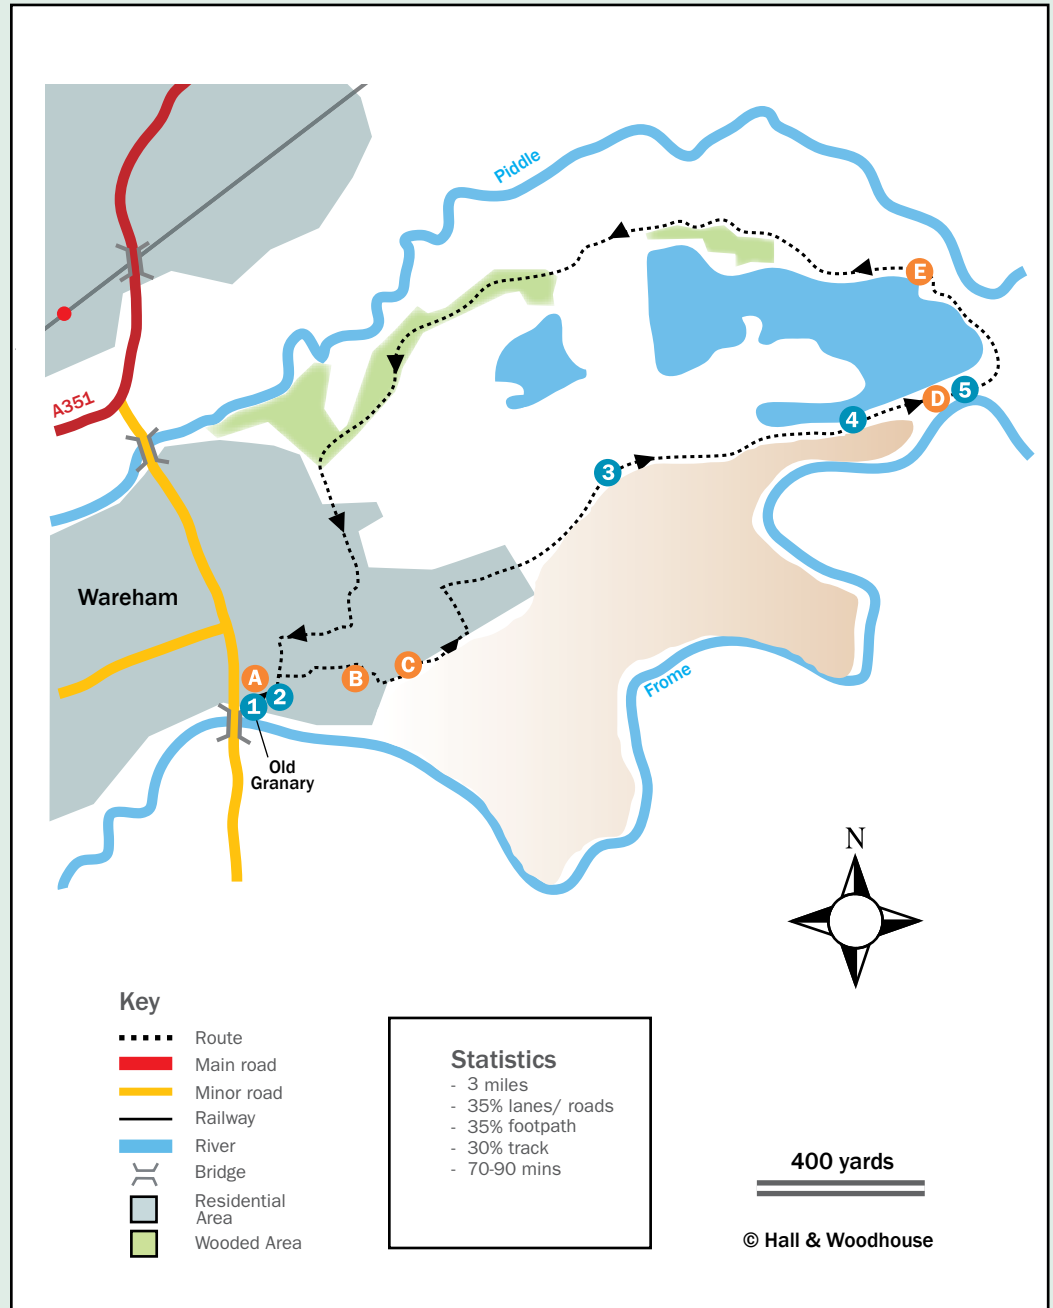 Piddle
E
A351
5
D
4
3
Wareham
C
A
B
2
1
Frome
Old
Granary
N
Key
Route
Main road
Minor road
Railway
River
Bridge
Residential
Area
Wooded Area
Statistics
- 3 miles
- 35% lanes/ roads
- 35% footpath
- 30% track
- 70-90 mins
400 yards
© Hall & Woodhouse